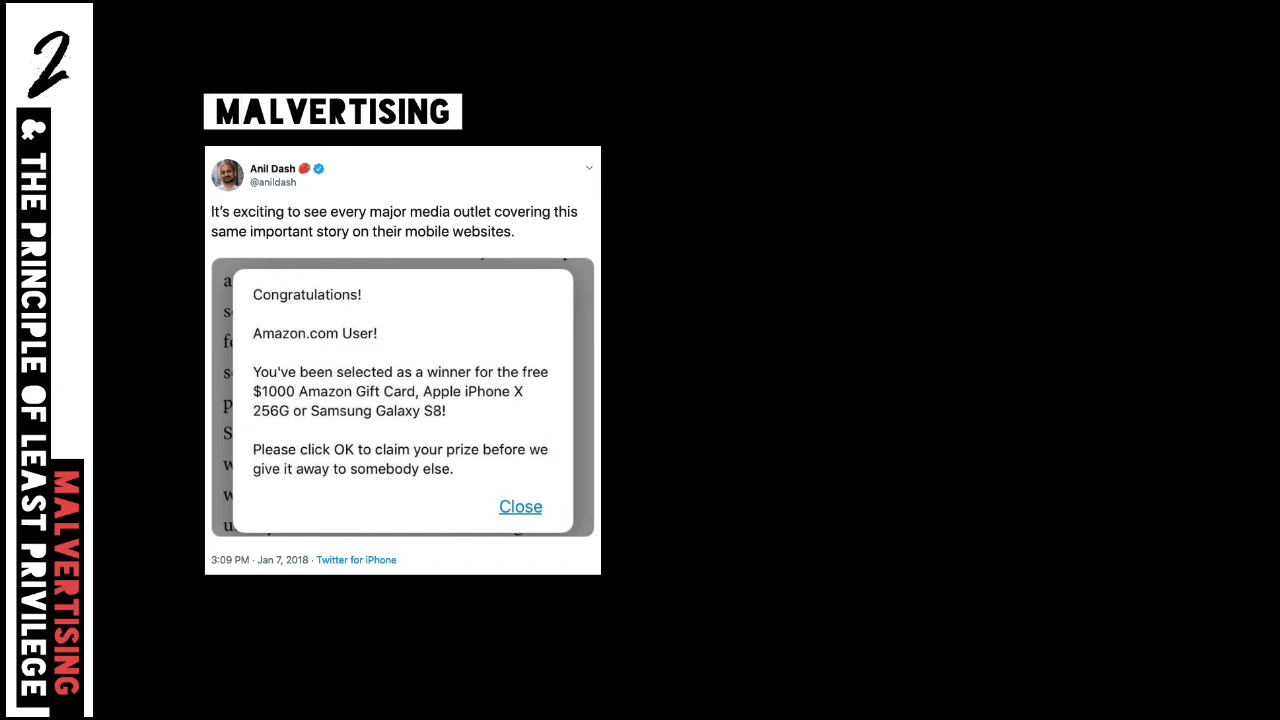 2
& THE PRINCIPLE OF LEAST PRIVILEGE
MALVERTISING
MALVERTISING
Anil Dash
@anildash
It's exciting to see every major media outlet covering this
same important story on their mobile websites.
Congratulations!
Amazon.com User!
You've been selected as a winner for the free
$1000 Amazon Gift Card, Apple iPhone X
256G or Samsung Galaxy S8!
Please click OK to claim your prize before we
give it away to somebody else.
Close
3:09 PM · Jan 7, 2018 · Twitter for iPhone